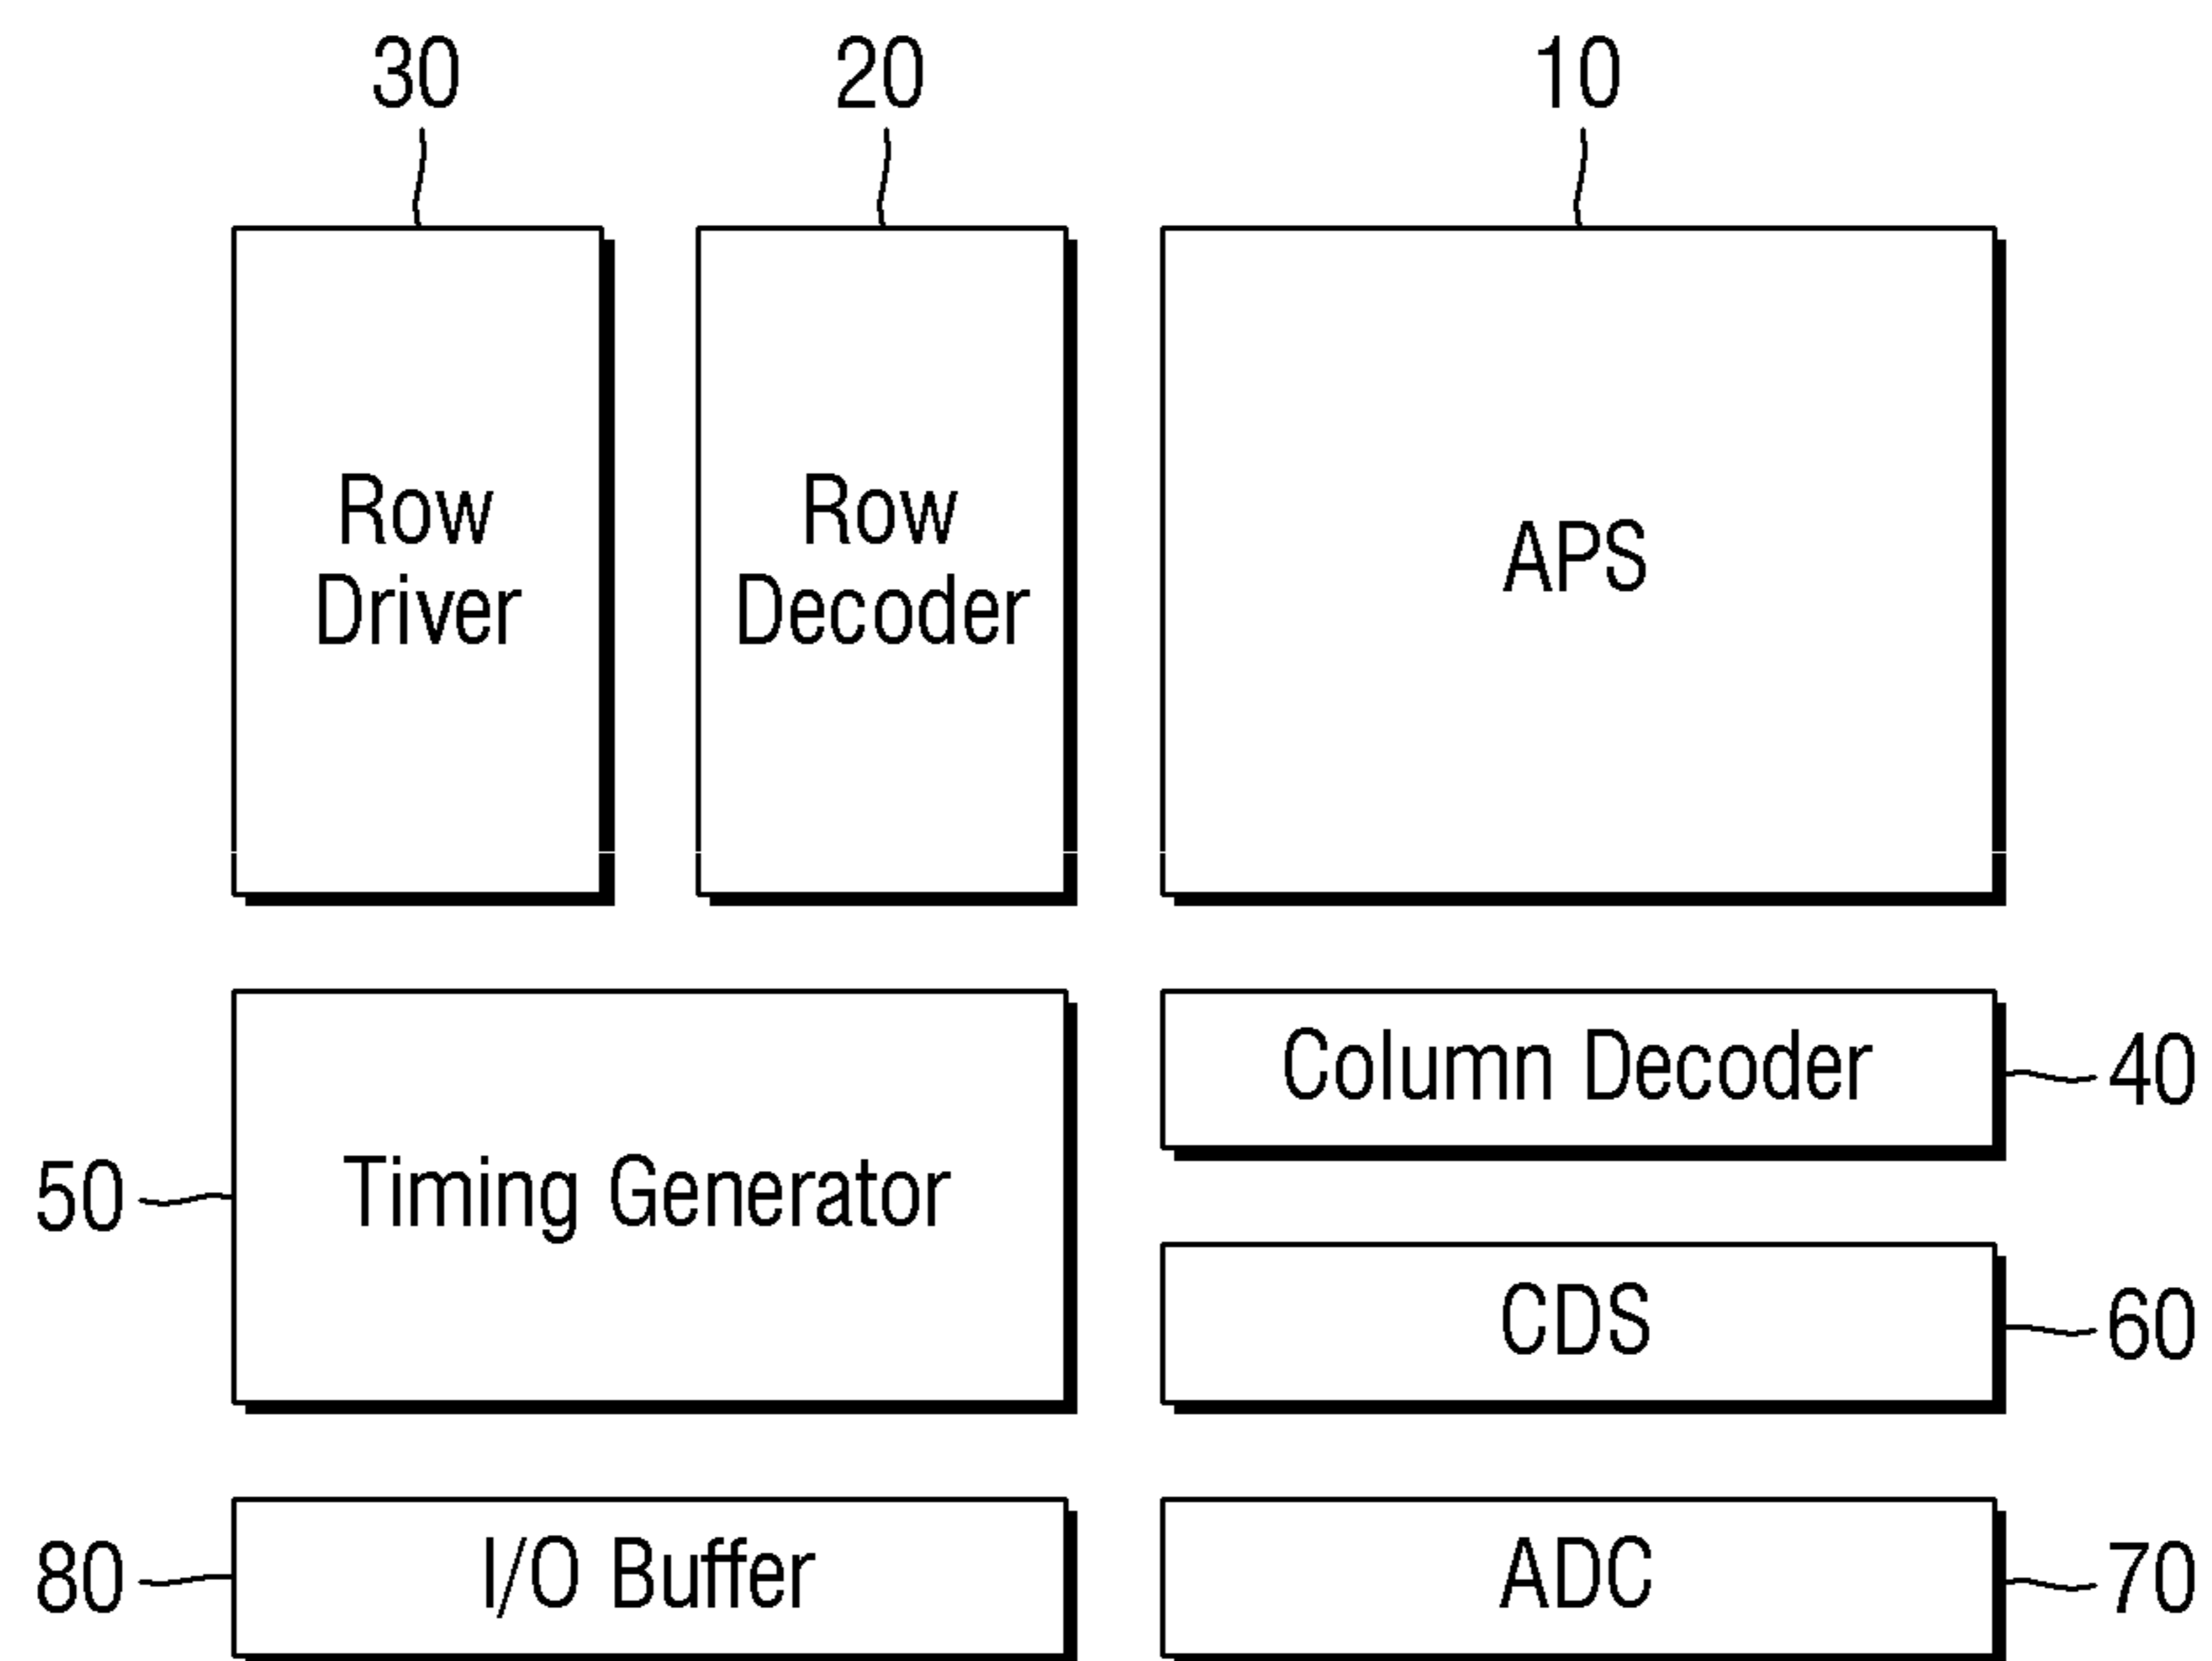 30 20 10
Row
Driver
Row
Decoder
APS
Column Decoder 40
50 Timing Generator
CDS 60
80 I/O Buffer
ADC 70